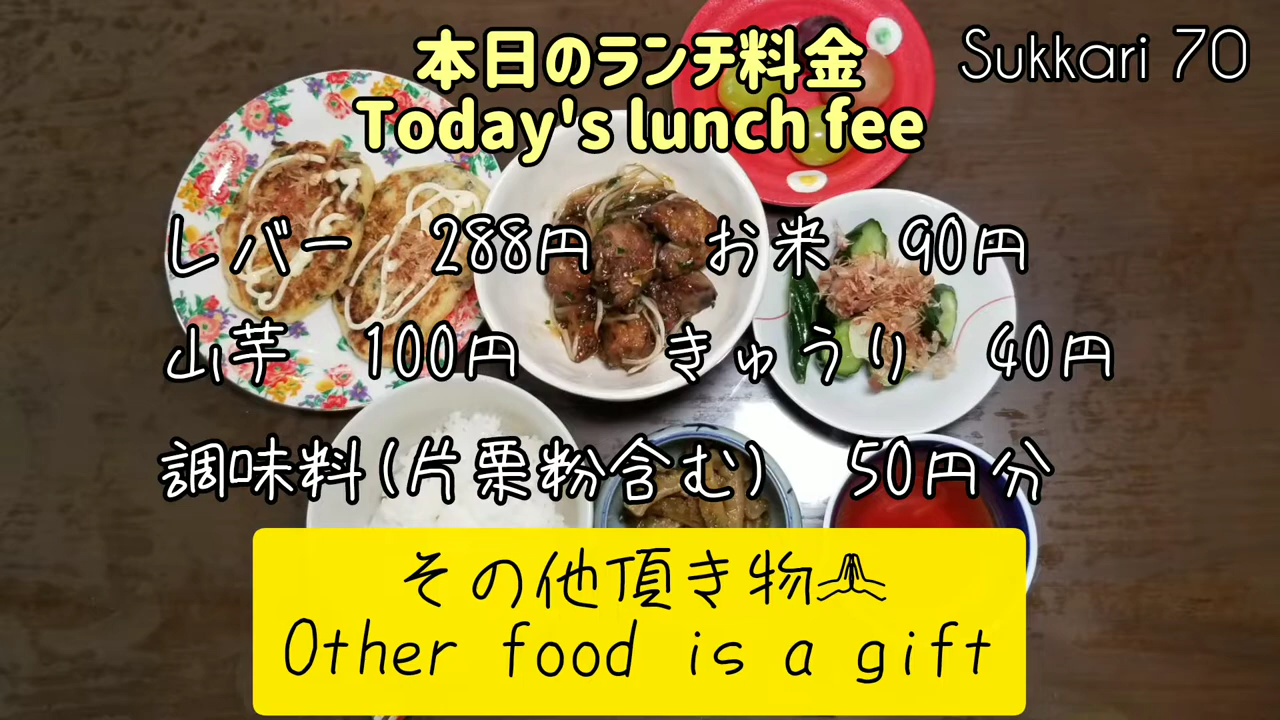 本日のランチ料金
Sukkari 70
Today's lunch fee
レバー 288円 お米 90円
山芋 100円 きゅうり 40円
調味料(片栗粉含む) 50円分
その他頂き物🙏
Other food is a gift